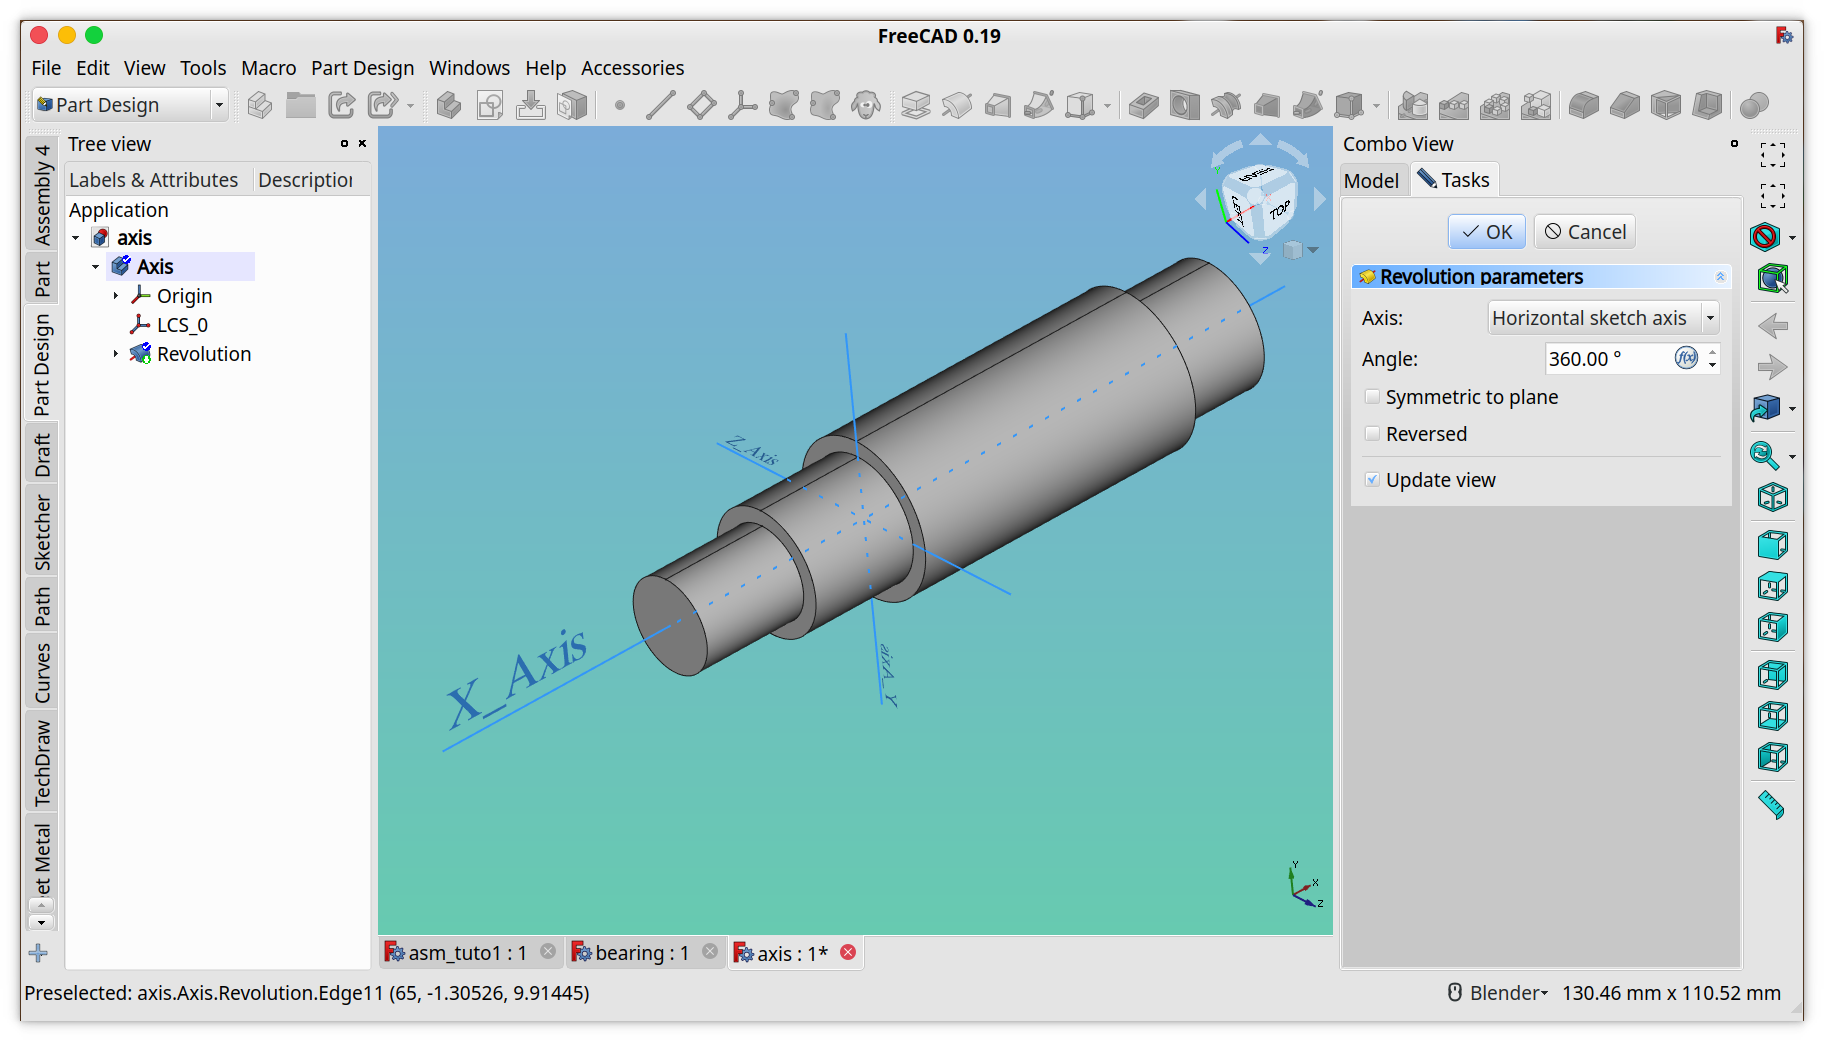 FreeCAD 0.19
File Edit View Tools Macro Part Design Windows Help Accessories
Part Design
Assembly 4
Part
Part Design
Draft
Sketcher
Path
Curves
TechDraw
et Metal
Tree view
Labels & Attributes Description
Application
axis
Axis
Origin
LCS_0
Revolution
TOP
Z
Z_Axis
X_Axis
Y_Axis
Y
X
Z
asm_tuto1 : 1
bearing : 1
axis : 1*
Combo View
Model Tasks
OK Cancel
Revolution parameters
Axis: Horizontal sketch axis
Angle: 360.00 ° f(x)
Symmetric to plane
Reversed
Update view
Preselected: axis.Axis.Revolution.Edge11 (65, -1.30526, 9.91445)
Blender 130.46 mm x 110.52 mm